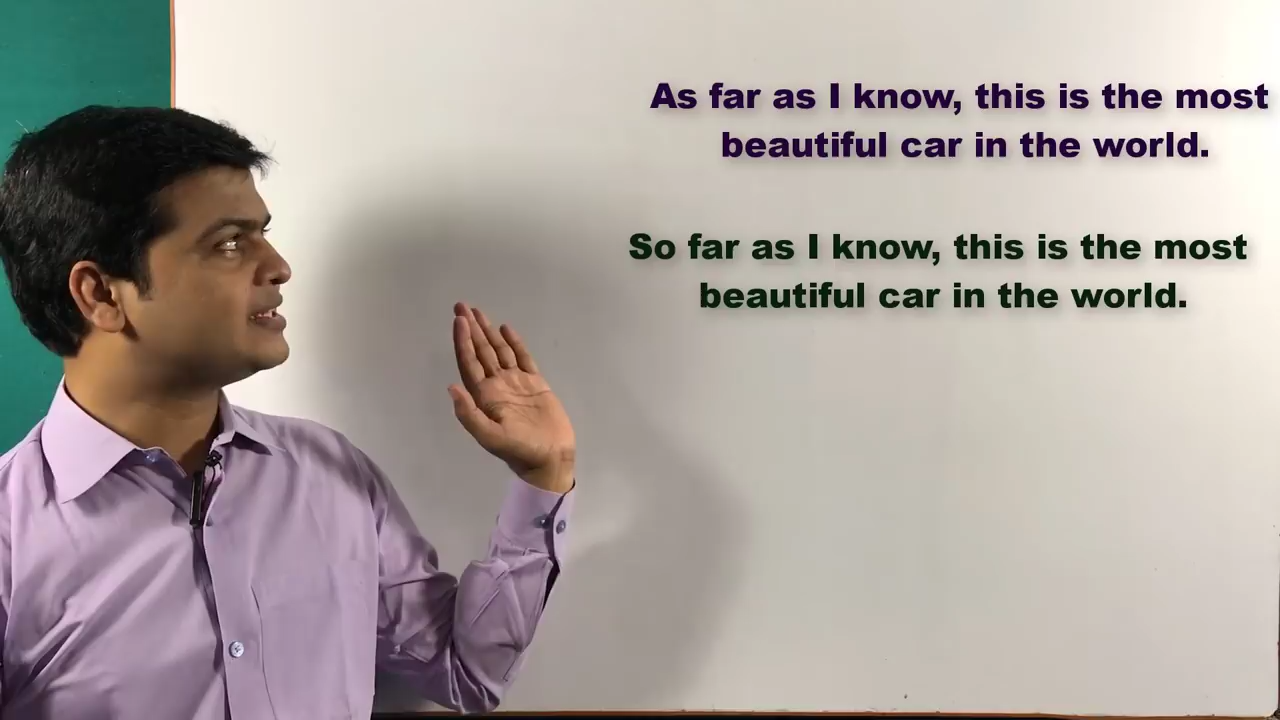 As far as I know, this is the most
beautiful car in the world.
So far as I know, this is the most
beautiful car in the world.